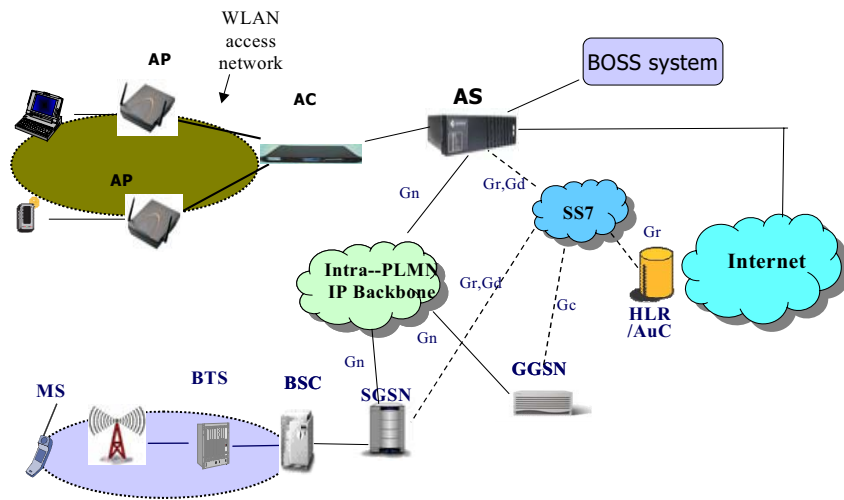 WLAN
access
network
AP
BOSS system
AC
AS
AP
Gn
Gr,Gd
SS7
Gr
Intra--PLMN
IP Backbone
Gr,Gd
Internet
Gc
HLR
/AuC
Gn
Gn
GGSN
MS
BTS
BSC
SGSN